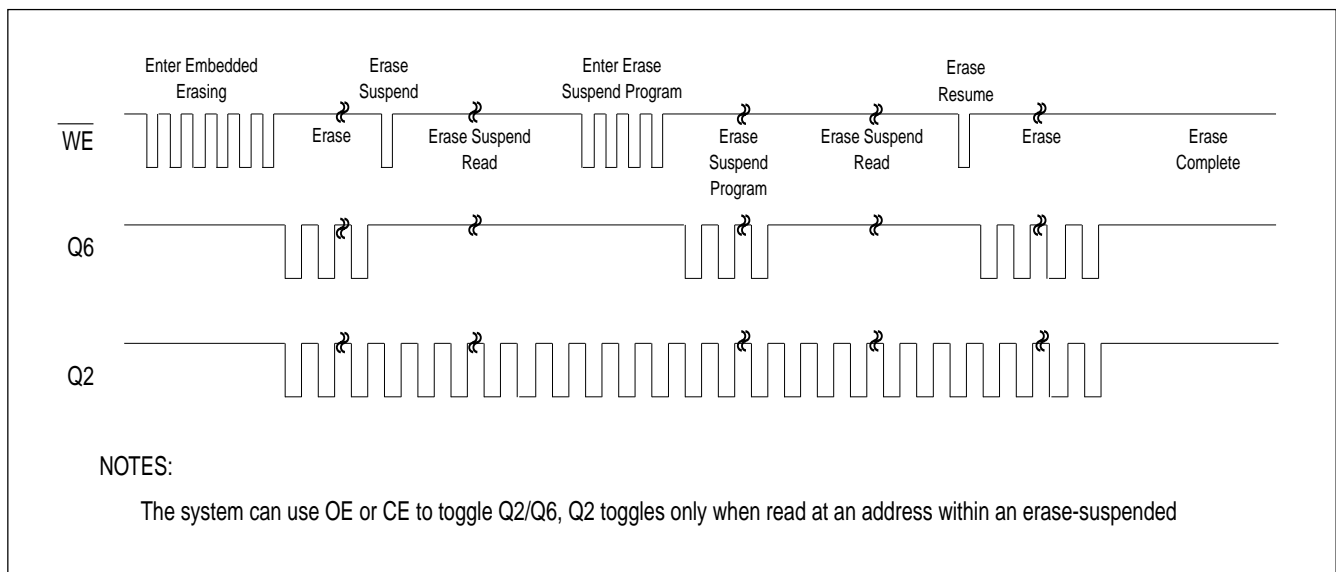 Enter Embedded
Erasing
Erase
Suspend
Enter Erase
Suspend Program
Erase
Resume
WE
Erase
Erase Suspend
Read
Erase
Suspend
Program
Erase Suspend
Read
Erase
Erase
Complete
Q6
Q2
NOTES:
The system can use OE or CE to toggle Q2/Q6, Q2 toggles only when read at an address within an erase-suspended